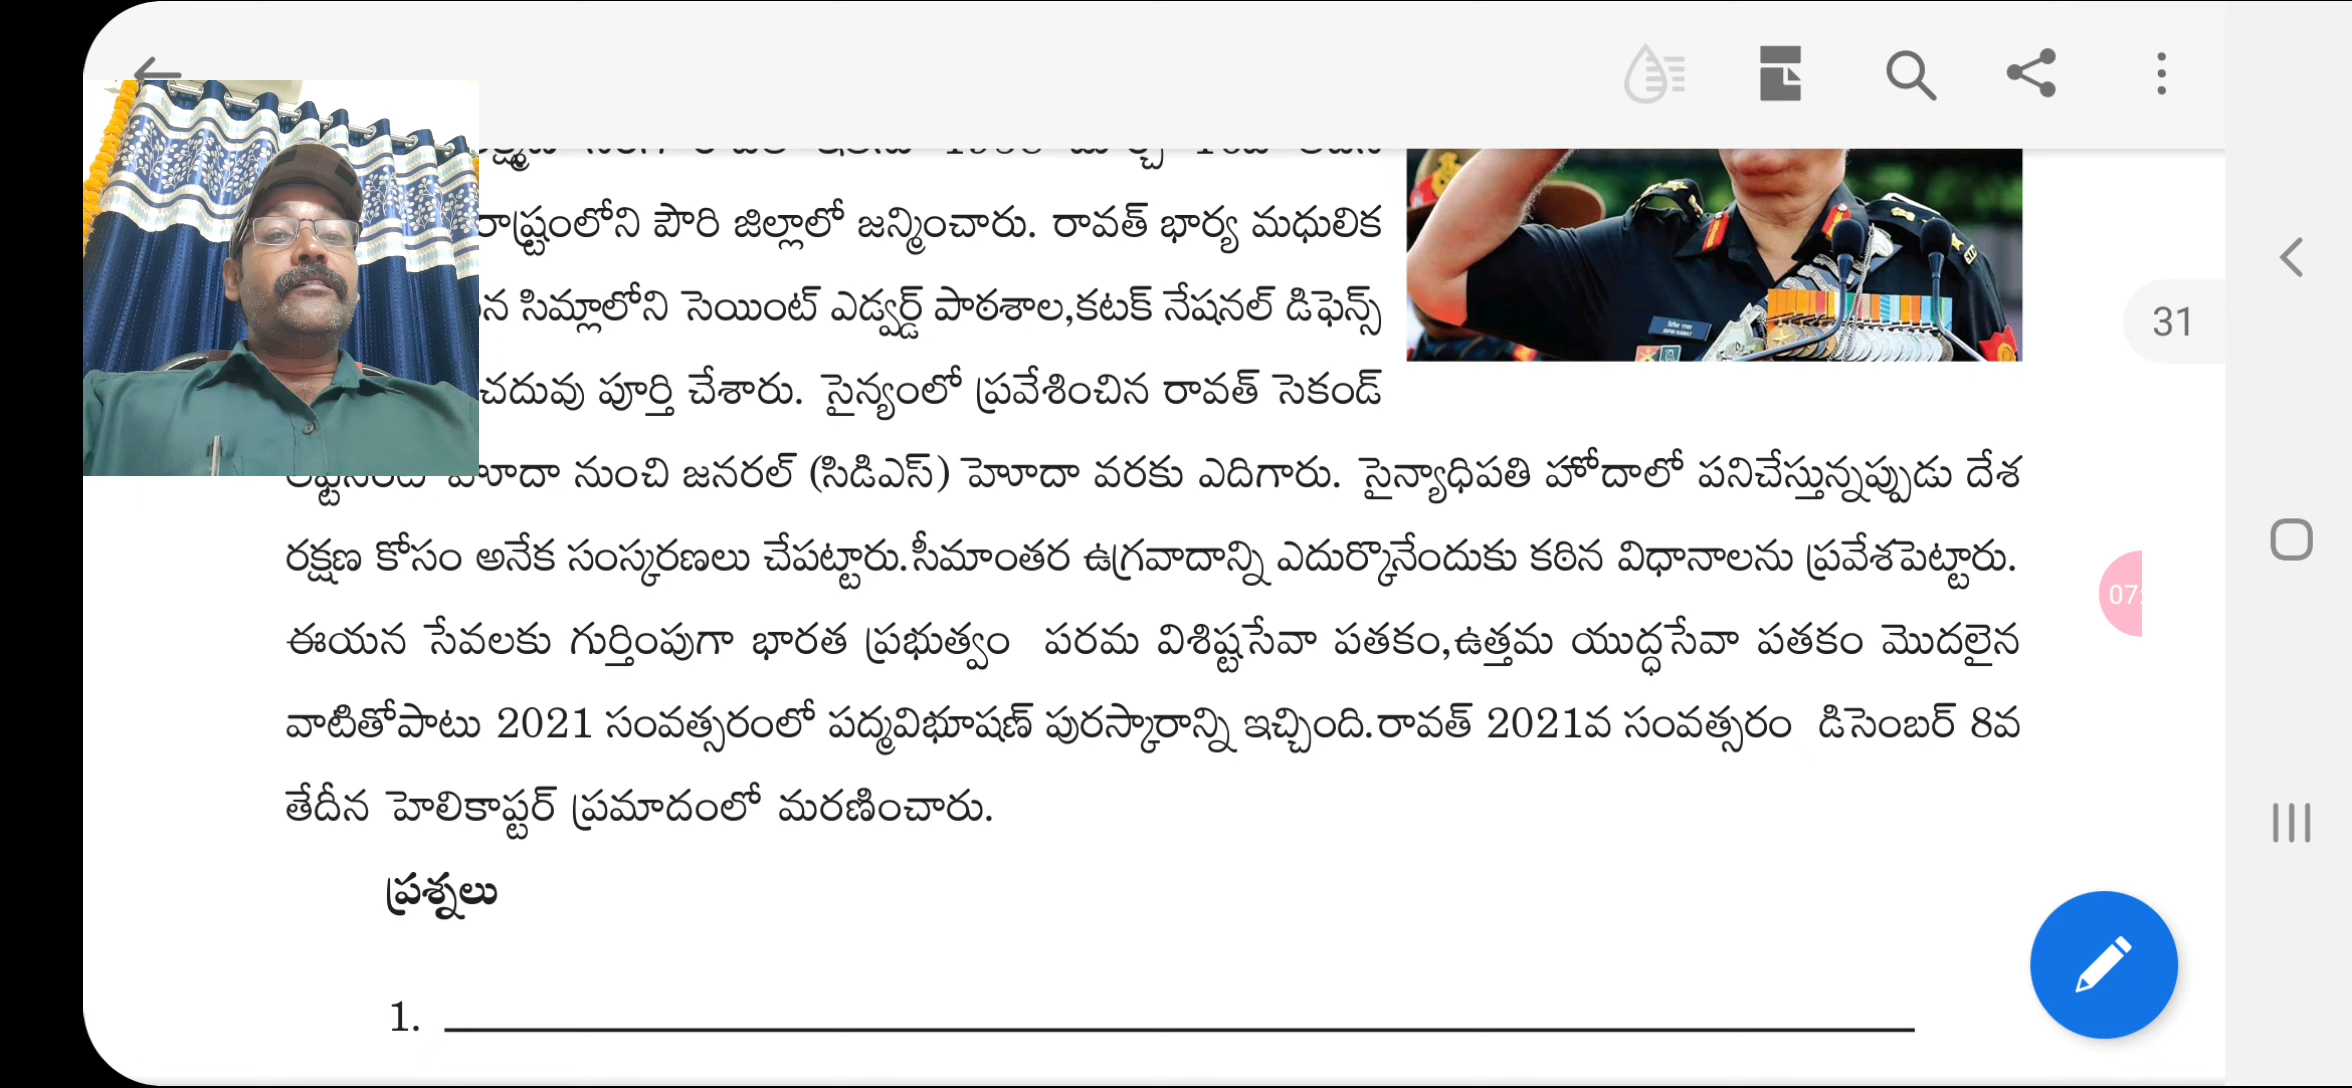 రాష్ట్రంలోని పౌరి జిల్లాలో జన్మించారు. రావత్ భార్య మధులిక
న సిమ్లాలోని సెయింట్ ఎడ్వర్డ్ పాఠశాల,కటక్ నేషనల్ డిఫెన్స్
31
చదువు పూర్తి చేశారు. సైన్యంలో ప్రవేశించిన రావత్ సెకండ్
నుంచి జనరల్ (సిడిఎస్) హెూదా వరకు ఎదిగారు. సైన్యాధిపతి హోదాలో పనిచేస్తున్నప్పుడు దేశ
రక్షణ కోసం అనేక సంస్కరణలు చేపట్టారు.సీమాంతర ఉగ్రవాదాన్ని ఎదుర్కొనేందుకు కఠిన విధానాలను ప్రవేశపెట్టారు.
07:
ఈయన సేవలకు గుర్తింపుగా భారత ప్రభుత్వం పరమ విశిష్టసేవా పతకం,ఉత్తమ యుద్ధసేవా పతకం మొదలైన
వాటితోపాటు 2021 సంవత్సరంలో పద్మవిభూషణ్ పురస్కారాన్ని ఇచ్చింది.రావత్ 2021వ సంవత్సరం డిసెంబర్ 8వ
తేదీన హెలికాప్టర్ ప్రమాదంలో మరణించారు.
ప్రశ్నలు
1.